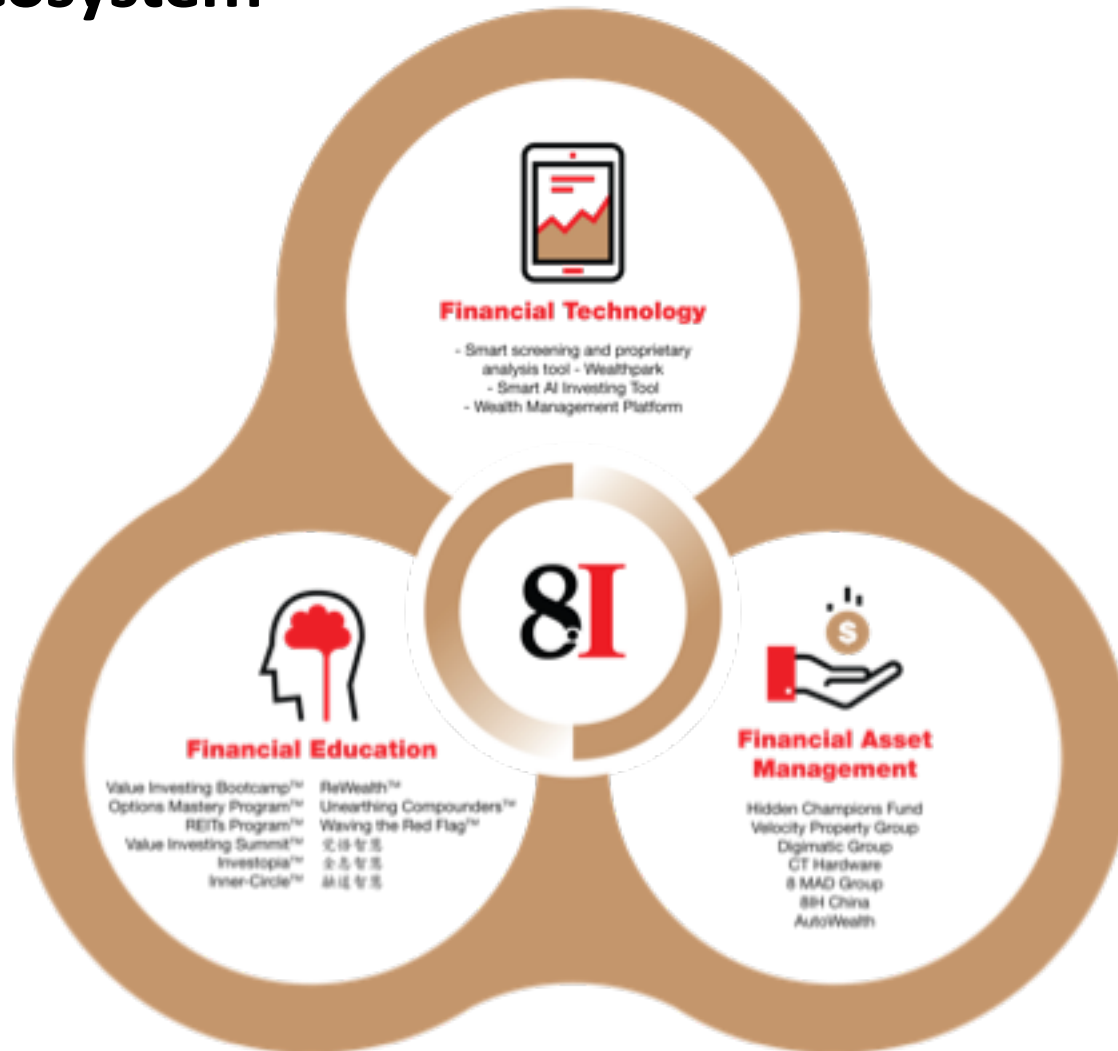 Financial Technology
- Smart screening and proprietary
analysis tool - Wealthpark
- Smart AI Investing Tool
- Wealth Management Platform
8I
Financial Education
Value Investing Bootcamp™
Options Mastery Program™
REITs Program™
Value Investing Summit™
Investopia™
Inner-Circle™
ReWealth™
Unearthing Compounders™
Waving the Red Flag™
$
Financial Asset
Management
Hidden Champions Fund
Velocity Property Group
Digimatic Group
CT Hardware
8 MAD Group
8IH China
AutoWealth